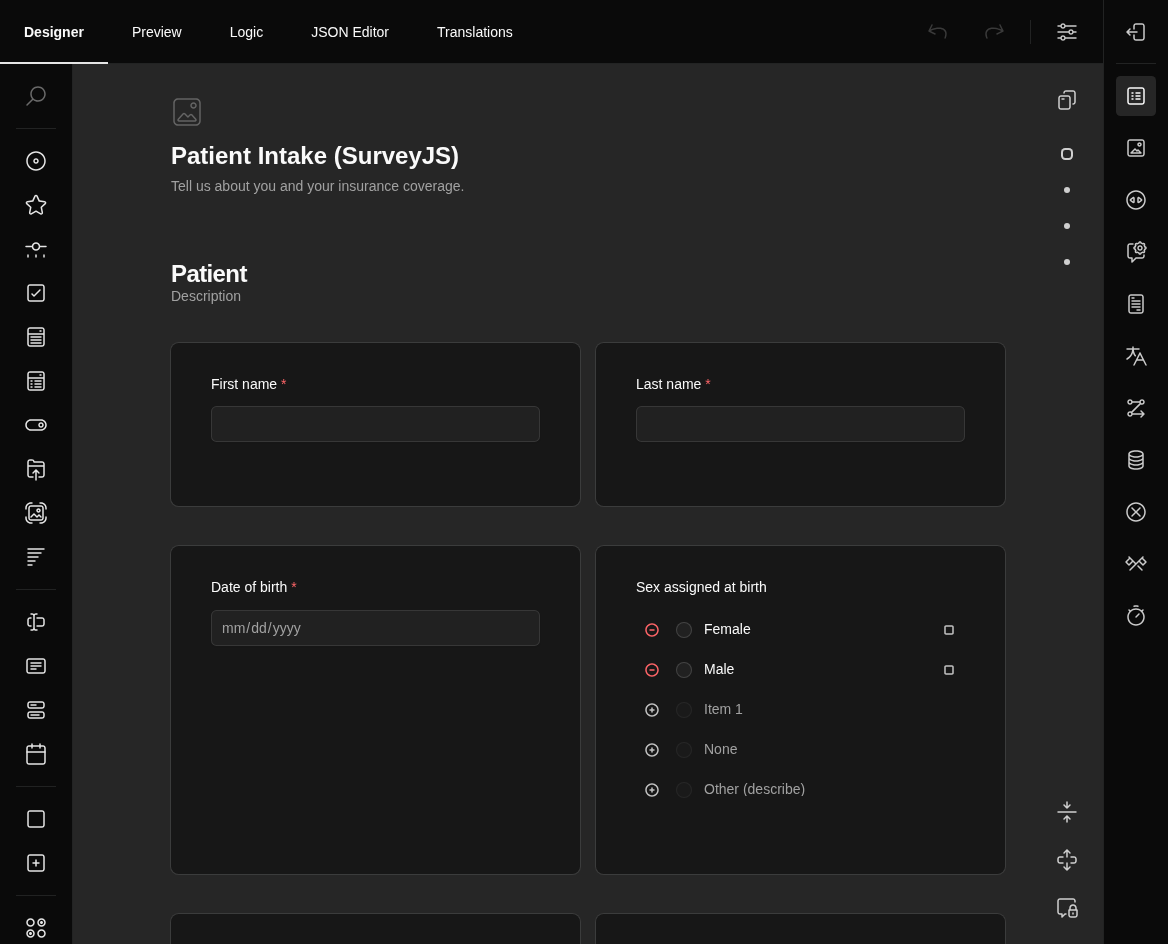 Designer Preview Logic JSON Editor Translations
Patient Intake (SurveyJS)
Tell us about you and your insurance coverage.
Patient
Description
First name *
Last name *
Date of birth *
mm/dd/yyyy
Sex assigned at birth
Female
Male
Item 1
None
Other (describe)